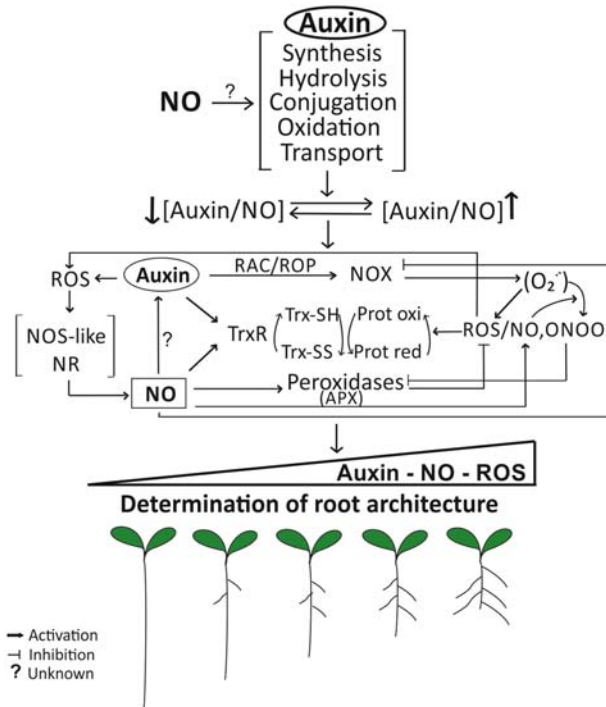 Auxin
Synthesis
Hydrolysis
NO ? Conjugation
Oxidation
Transport
[Auxin/NO] [Auxin/NO]
ROS Auxin RAC/ROP NOX (O₂·⁻)
NOS-like
NR
?
TrxR
Trx-SH Prot oxi
Trx-SS Prot red
ROS/NO,ONOO
NO Peroxidases
(APX)
Auxin - NO - ROS
Determination of root architecture
Activation
Inhibition
? Unknown